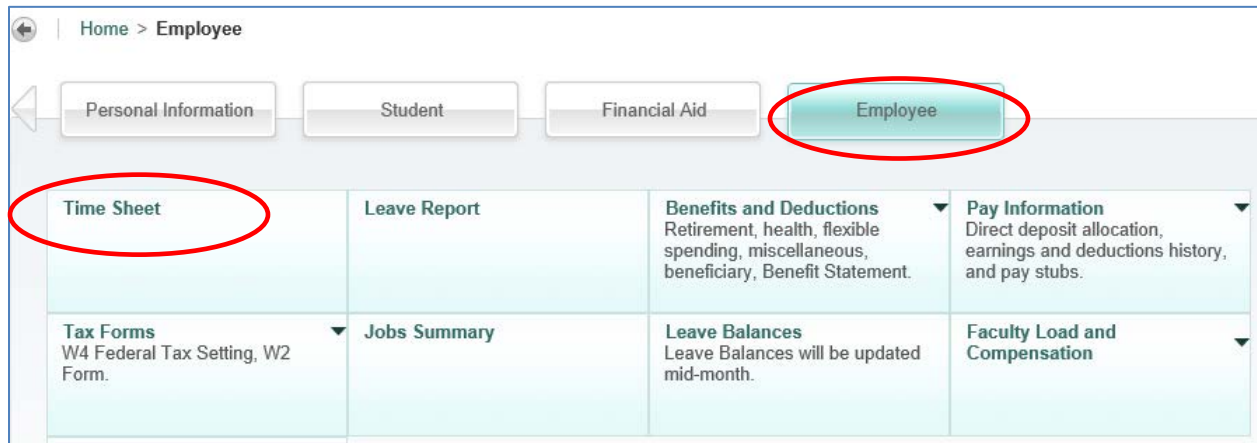 Home > Employee
Personal Information
Student
Financial Aid
Employee
Time Sheet
Leave Report
Benefits and Deductions
Retirement, health, flexible
spending, miscellaneous,
beneficiary, Benefit Statement.
Pay Information
Direct deposit allocation,
earnings and deductions history,
and pay stubs.
Tax Forms
W4 Federal Tax Setting, W2
Form.
Jobs Summary
Leave Balances
Leave Balances will be updated
mid-month.
Faculty Load and
Compensation